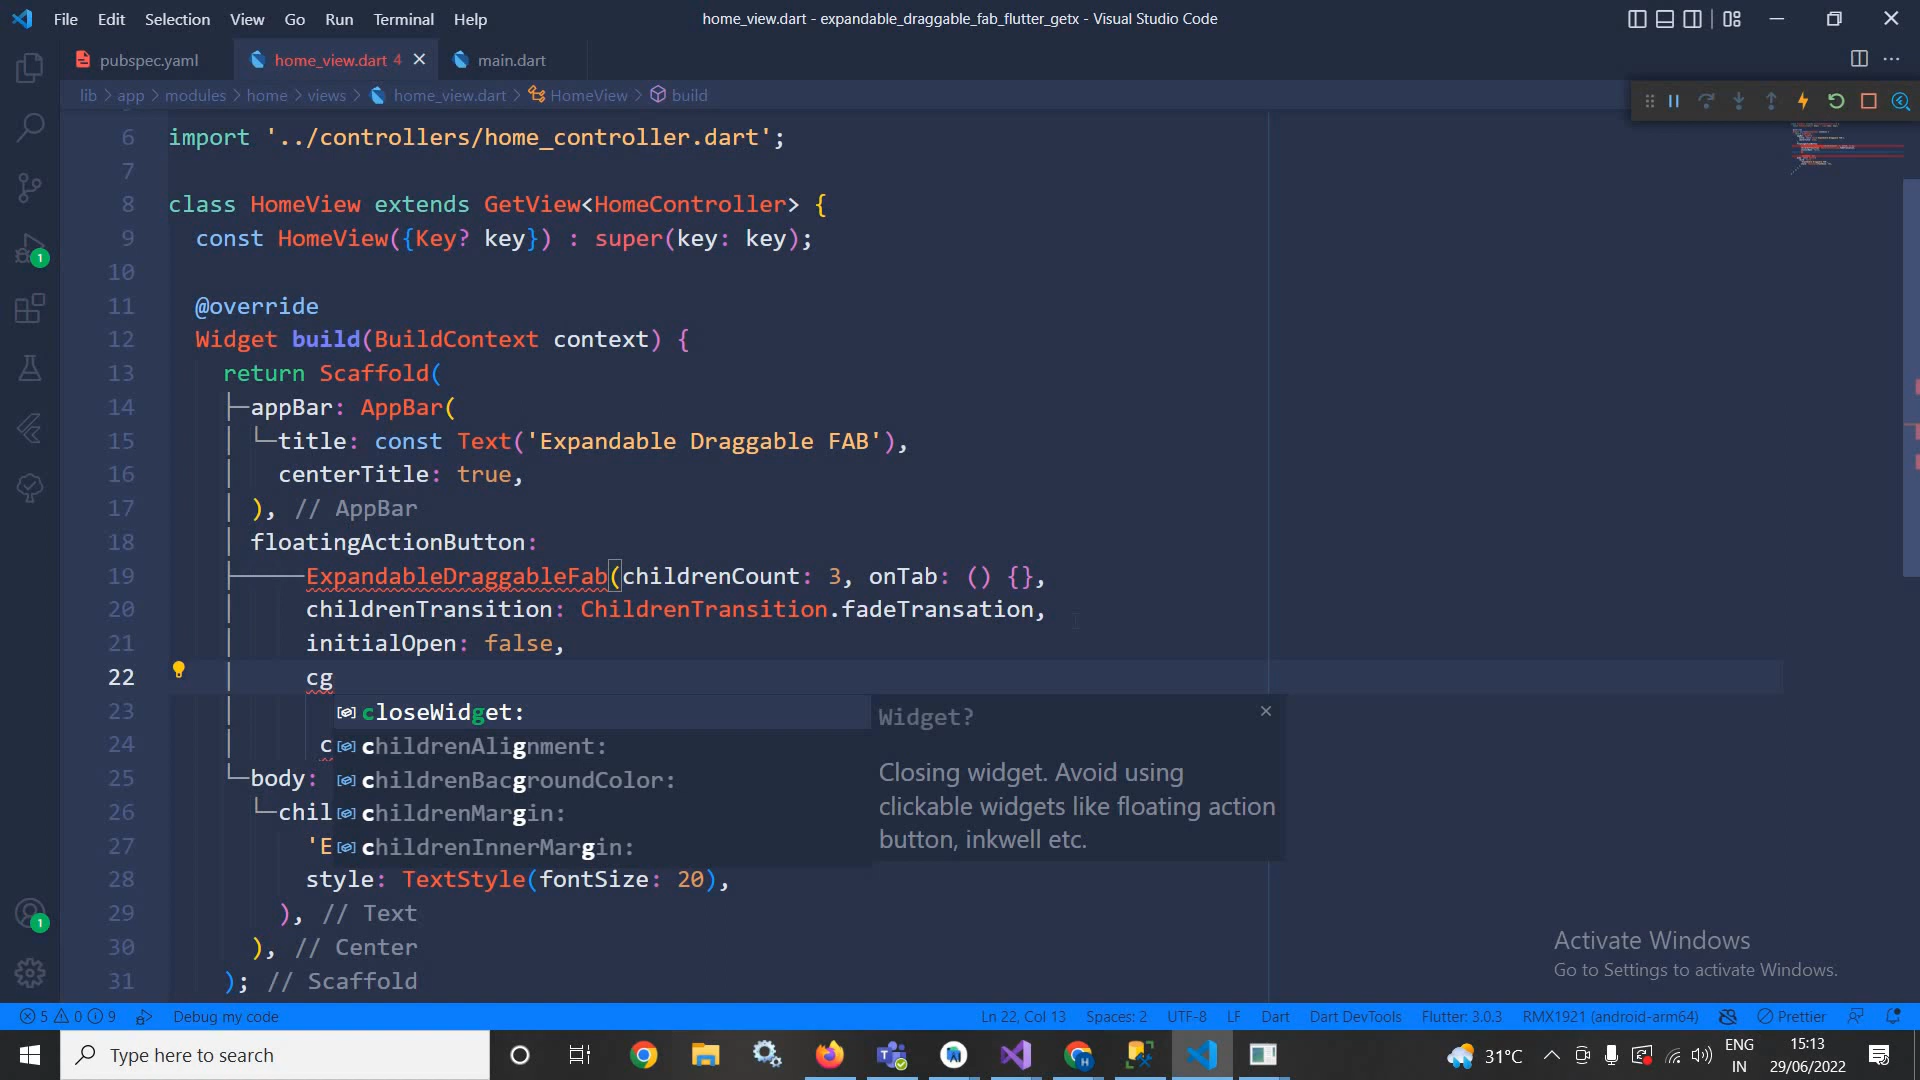 File Edit Selection View Go Run Terminal Help
home_view.dart - expandable_draggable_fab_flutter_getx - Visual Studio Code
pubspec.yaml
home_view.dart 4
main.dart
lib > app > modules > home > views > home_view.dart > HomeView > build
6 import '../controllers/home_controller.dart';
7
8 class HomeView extends GetView<HomeController> {
9 const HomeView({Key? key}) : super(key: key);
10
11 @override
12 Widget build(BuildContext context) {
13 return Scaffold(
14 appBar: AppBar(
15 title: const Text('Expandable Draggable FAB'),
16 centerTitle: true,
17 ), // AppBar
18 floatingActionButton:
19 ExpandableDraggableFab(childrenCount: 3, onTab: () {},
20 childrenTransition: ChildrenTransition.fadeTransation,
21 initialOpen: false,
22 cg
23
24 c
25 body:
26 chil
27 'E
28 style: TextStyle(fontSize: 20),
29 ), // Text
30 ), // Center
31 ); // Scaffold
closeWidget:
childrenAlignment:
childrenBacgroundColor:
childrenMargin:
childrenInnerMargin:
Widget?
Closing widget. Avoid using
clickable widgets like floating action
button, inkwell etc.
1
1
Activate Windows
Go to Settings to activate Windows.
5 0 9 Debug my code
Ln 22, Col 13 Spaces: 2 UTF-8 LF Dart Dart DevTools Flutter: 3.0.3 RMX1921 (android-arm64) Prettier
Type here to search
31°C
ENG
IN
15:13
29/06/2022